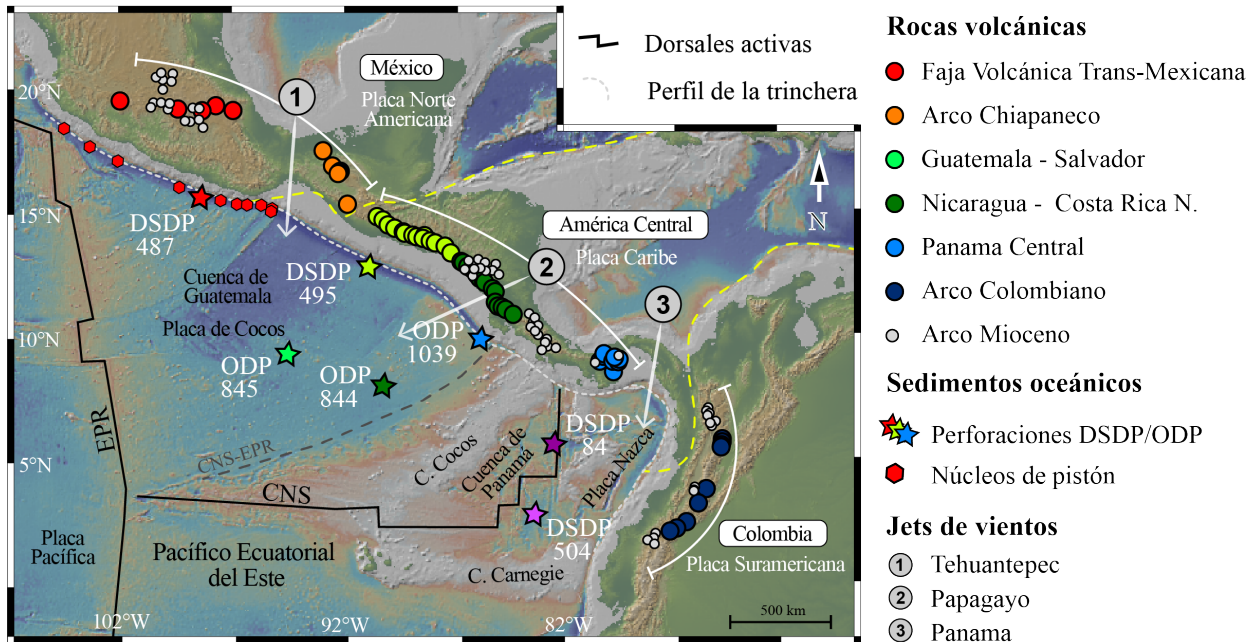 Dorsales activas
Perfil de la trinchera
20°N
15°N
10°N
5°N
102°W
92°W
82°W
México
Placa Norte
Americana
1
DSDP
487
Cuenca de
Guatemala
Placa de Cocos
DSDP
495
América Central
Placa Caribe
2
3
N
ODP
1039
ODP
845
ODP
844
EPR
CNS-EPR
CNS
C. Cocos
Cuenca de
Panamá
DSDP
84
Placa Nazca
DSDP
504
C. Carnegie
Colombia
Placa Suramericana
Placa
Pacífica
Pacífico Ecuatorial
del Este
500 km
Rocas volcánicas
Faja Volcánica Trans-Mexicana
Arco Chiapaneco
Guatemala - Salvador
Nicaragua - Costa Rica N.
Panama Central
Arco Colombiano
Arco Mioceno
Sedimentos oceánicos
Perforaciones DSDP/ODP
Núcleos de pistón
Jets de vientos
1 Tehuantepec
2 Papagayo
3 Panama